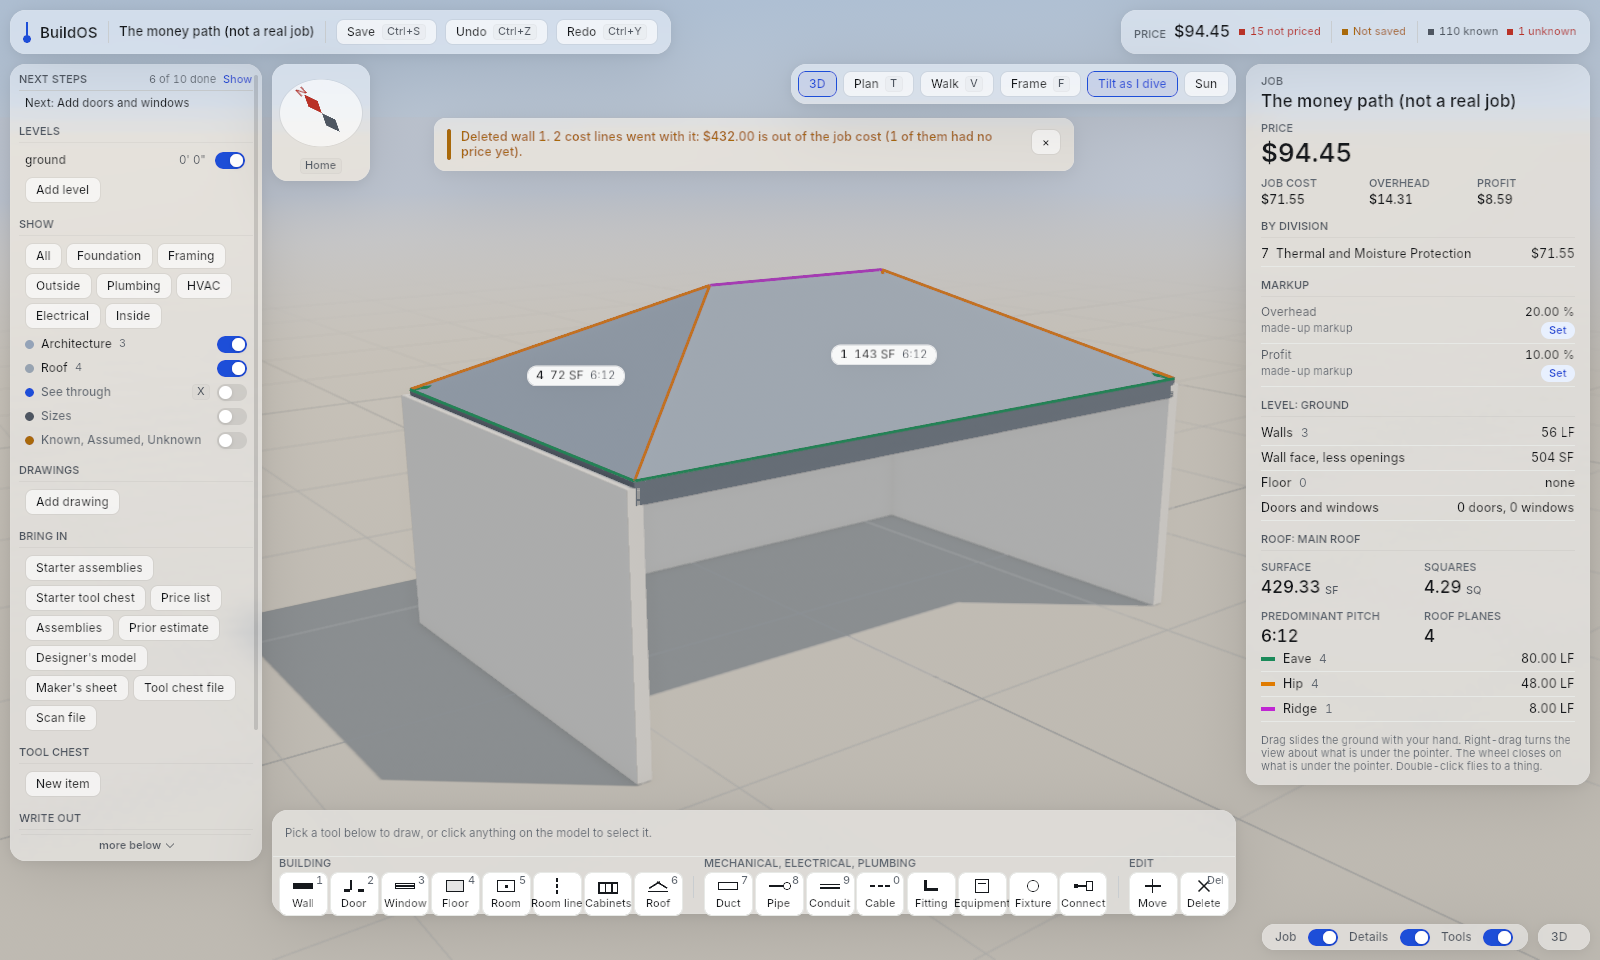 BuildOS
The money path (not a real job)
Save Ctrl+S
Undo Ctrl+Z
Redo Ctrl+Y
PRICE $94.45
15 not priced
Not saved
110 known
1 unknown
NEXT STEPS 6 of 10 done Show
Next: Add doors and windows
LEVELS
ground 0' 0"
Add level
SHOW
All Foundation Framing
Outside Plumbing HVAC
Electrical Inside
Architecture 3
Roof 4
See through X
Sizes
Known, Assumed, Unknown
DRAWINGS
Add drawing
BRING IN
Starter assemblies
Starter tool chest Price list
Assemblies Prior estimate
Designer's model
Maker's sheet Tool chest file
Scan file
TOOL CHEST
New item
WRITE OUT
more below
N
Home
3D Plan T Walk V Frame F Tilt as I dive Sun
Deleted wall 1. 2 cost lines went with it: $432.00 is out of the job cost (1 of them had no
price yet).
×
4 72 SF 6:12
1 143 SF 6:12
Pick a tool below to draw, or click anything on the model to select it.
BUILDING
Wall 1
Door 2
Window 3
Floor 4
Room 5
Room line
Cabinets
Roof 6
MECHANICAL, ELECTRICAL, PLUMBING
Duct 7
Pipe 8
Conduit 9
Cable 0
Fitting
Equipment
Fixture
Connect
EDIT
Move
Delete Del
JOB
The money path (not a real job)
PRICE
$94.45
JOB COST OVERHEAD PROFIT
$71.55 $14.31 $8.59
BY DIVISION
7 Thermal and Moisture Protection $71.55
MARKUP
Overhead 20.00 %
made-up markup Set
Profit 10.00 %
made-up markup Set
LEVEL: GROUND
Walls 3 56 LF
Wall face, less openings 504 SF
Floor 0 none
Doors and windows 0 doors, 0 windows
ROOF: MAIN ROOF
SURFACE SQUARES
429.33 SF 4.29 SQ
PREDOMINANT PITCH ROOF PLANES
6:12 4
Eave 4 80.00 LF
Hip 4 48.00 LF
Ridge 1 8.00 LF
Drag slides the ground with your hand. Right-drag turns the
view about what is under the pointer. The wheel closes on
what is under the pointer. Double-click flies to a thing.
Job Details Tools 3D